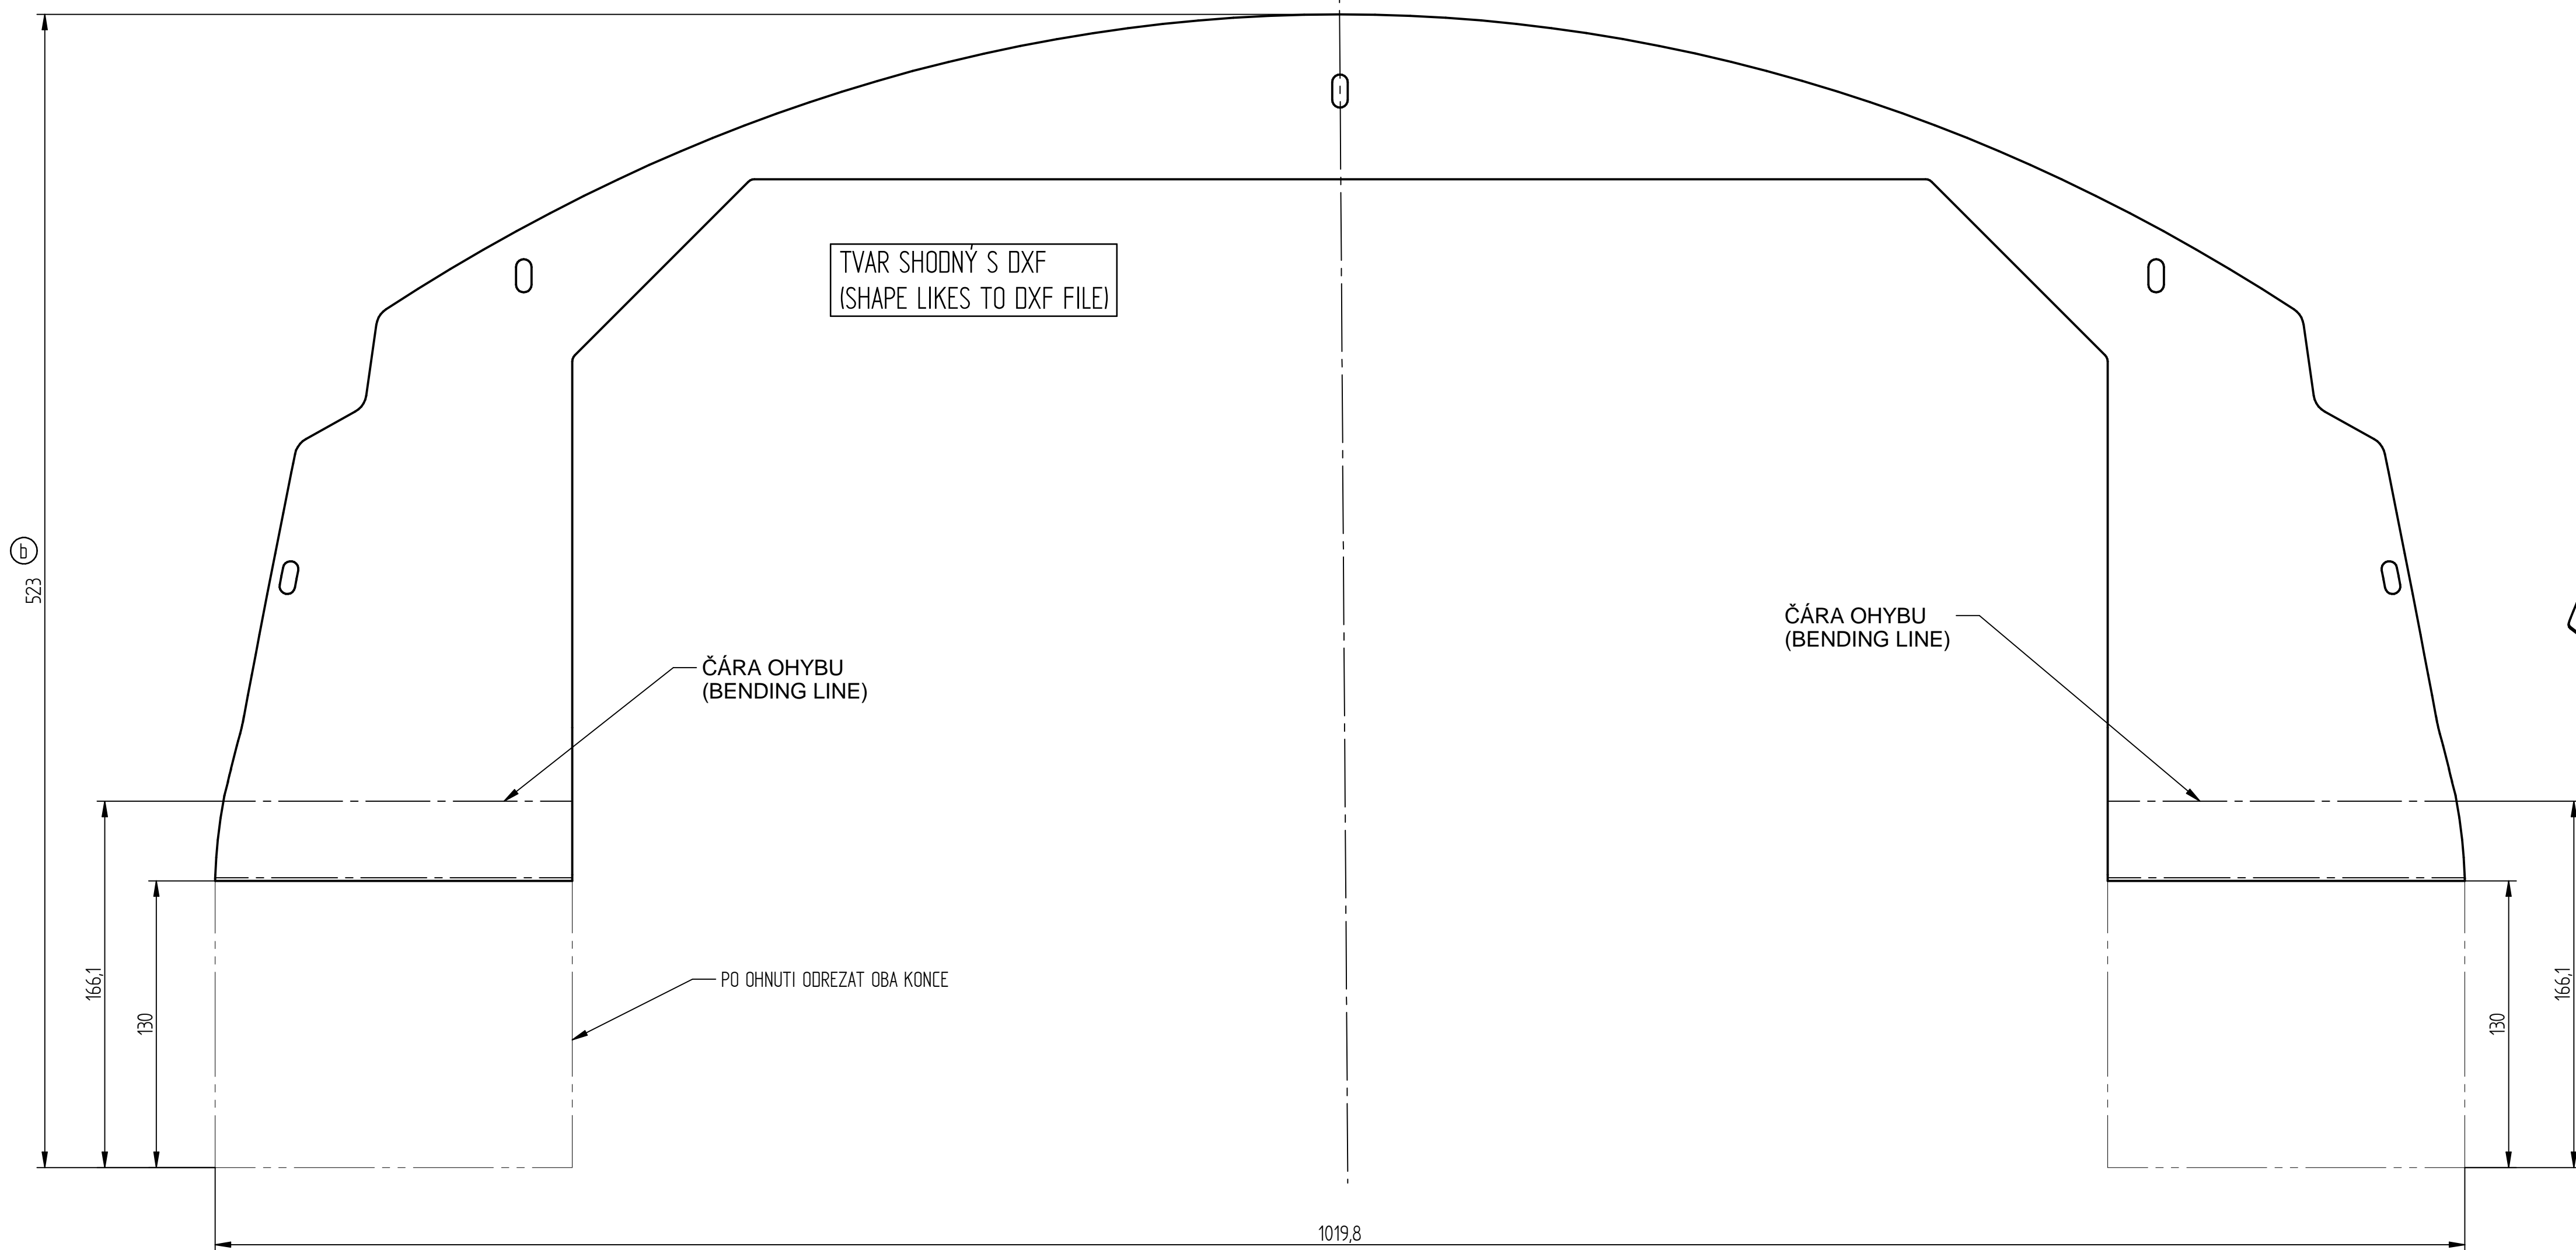 TVAR SHODNÝ S DXF
(SHAPE LIKES TO DXF FILE)
b
523
ČÁRA OHYBU
(BENDING LINE)
ČÁRA OHYBU
(BENDING LINE)
166,1
130
PO OHNUTI ODREZAT OBA KONCE
130
166,1
1019,8